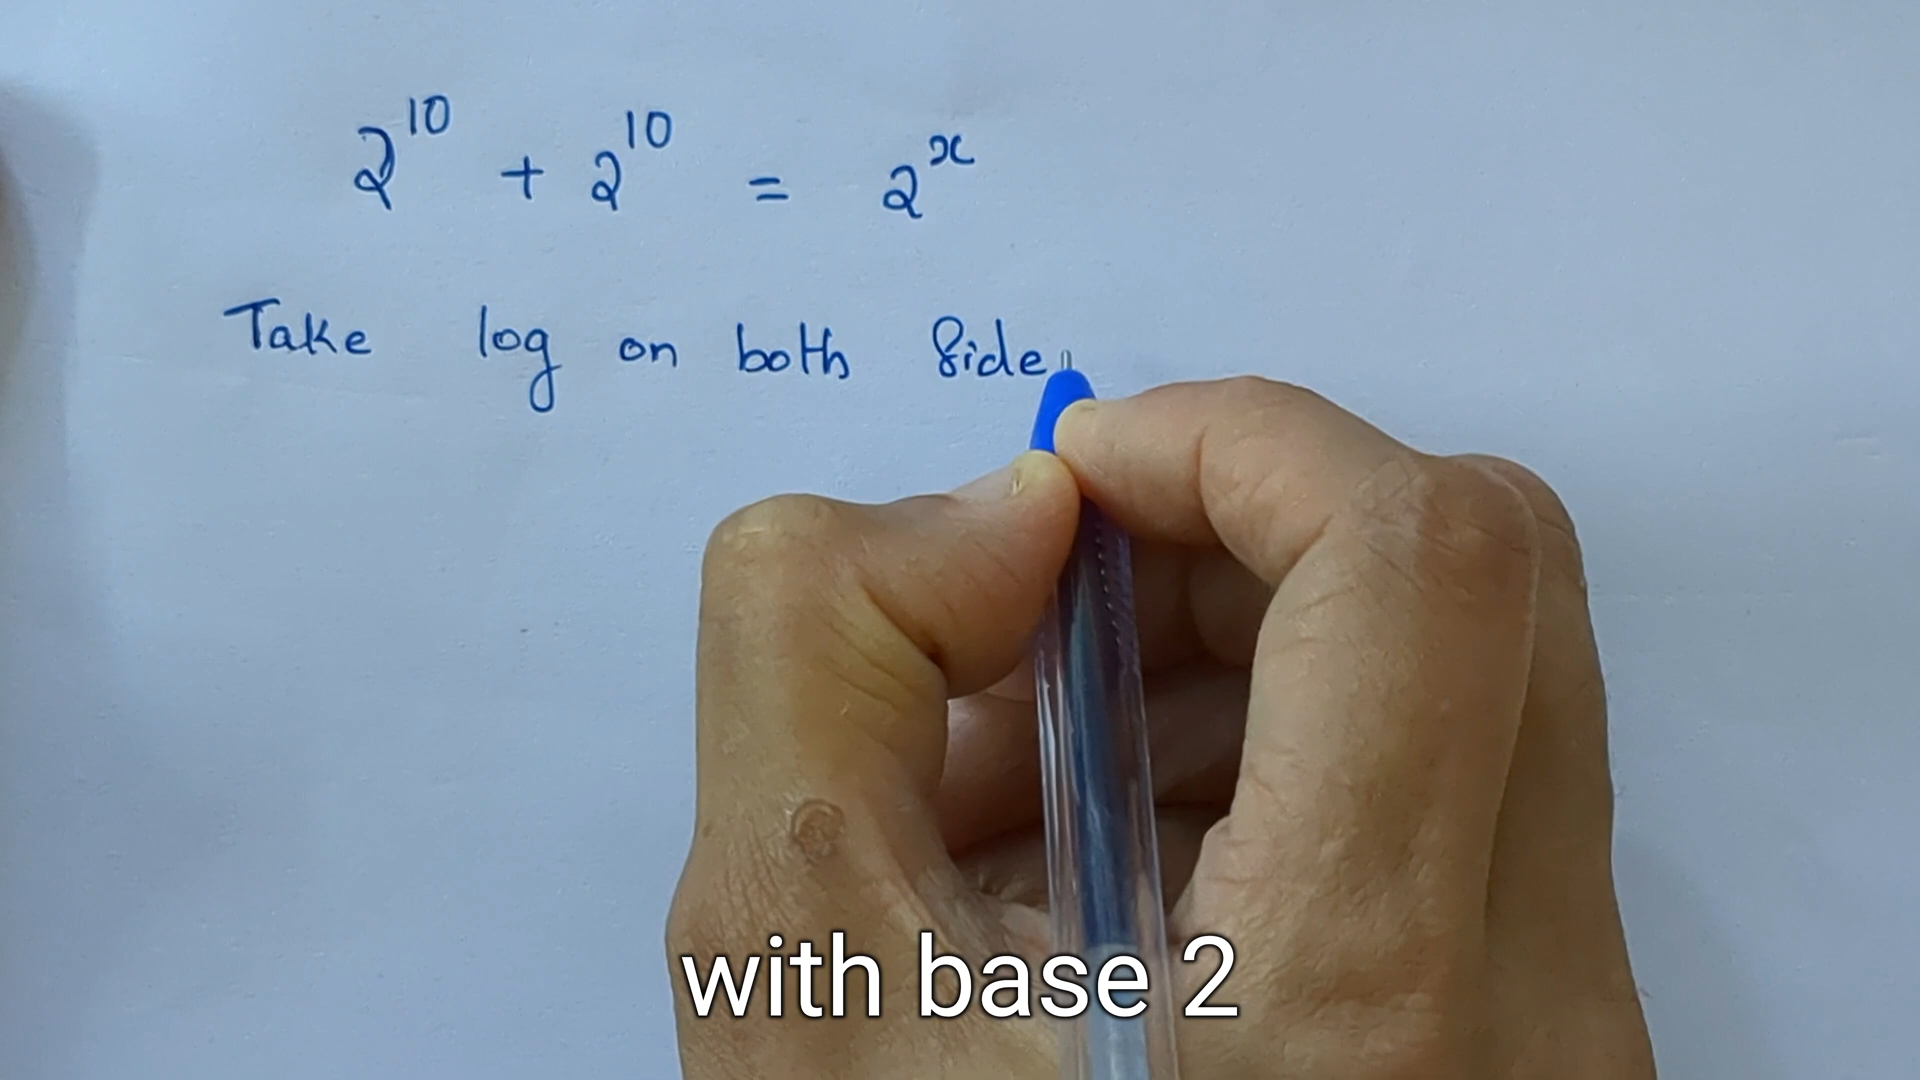 2^10 + 2^10 = 2^x
Take log on both Side
with base 2